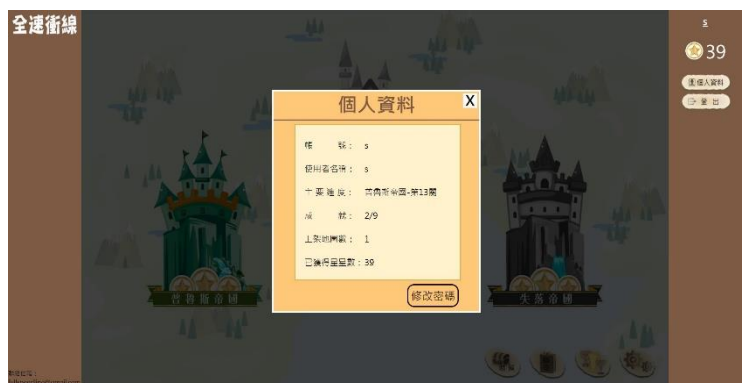 全速衝線
s
39
個人資料
登出
個人資料
X
帳 號： s
使用者名稱： s
主要進度： 普魯斯帝國-第13關
成 就： 2/9
上架地圖數： 1
已獲得星星數：39
修改密碼
普魯斯帝國
失落帝國